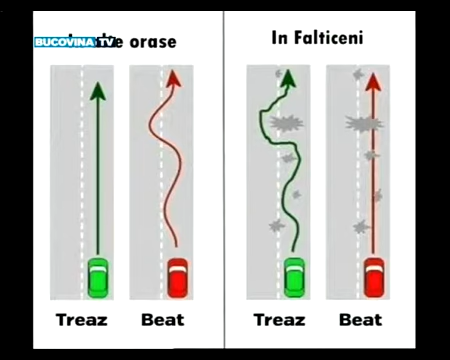 BUCOVINA TV
orase
In Falticeni
Treaz
Beat
Treaz
Beat